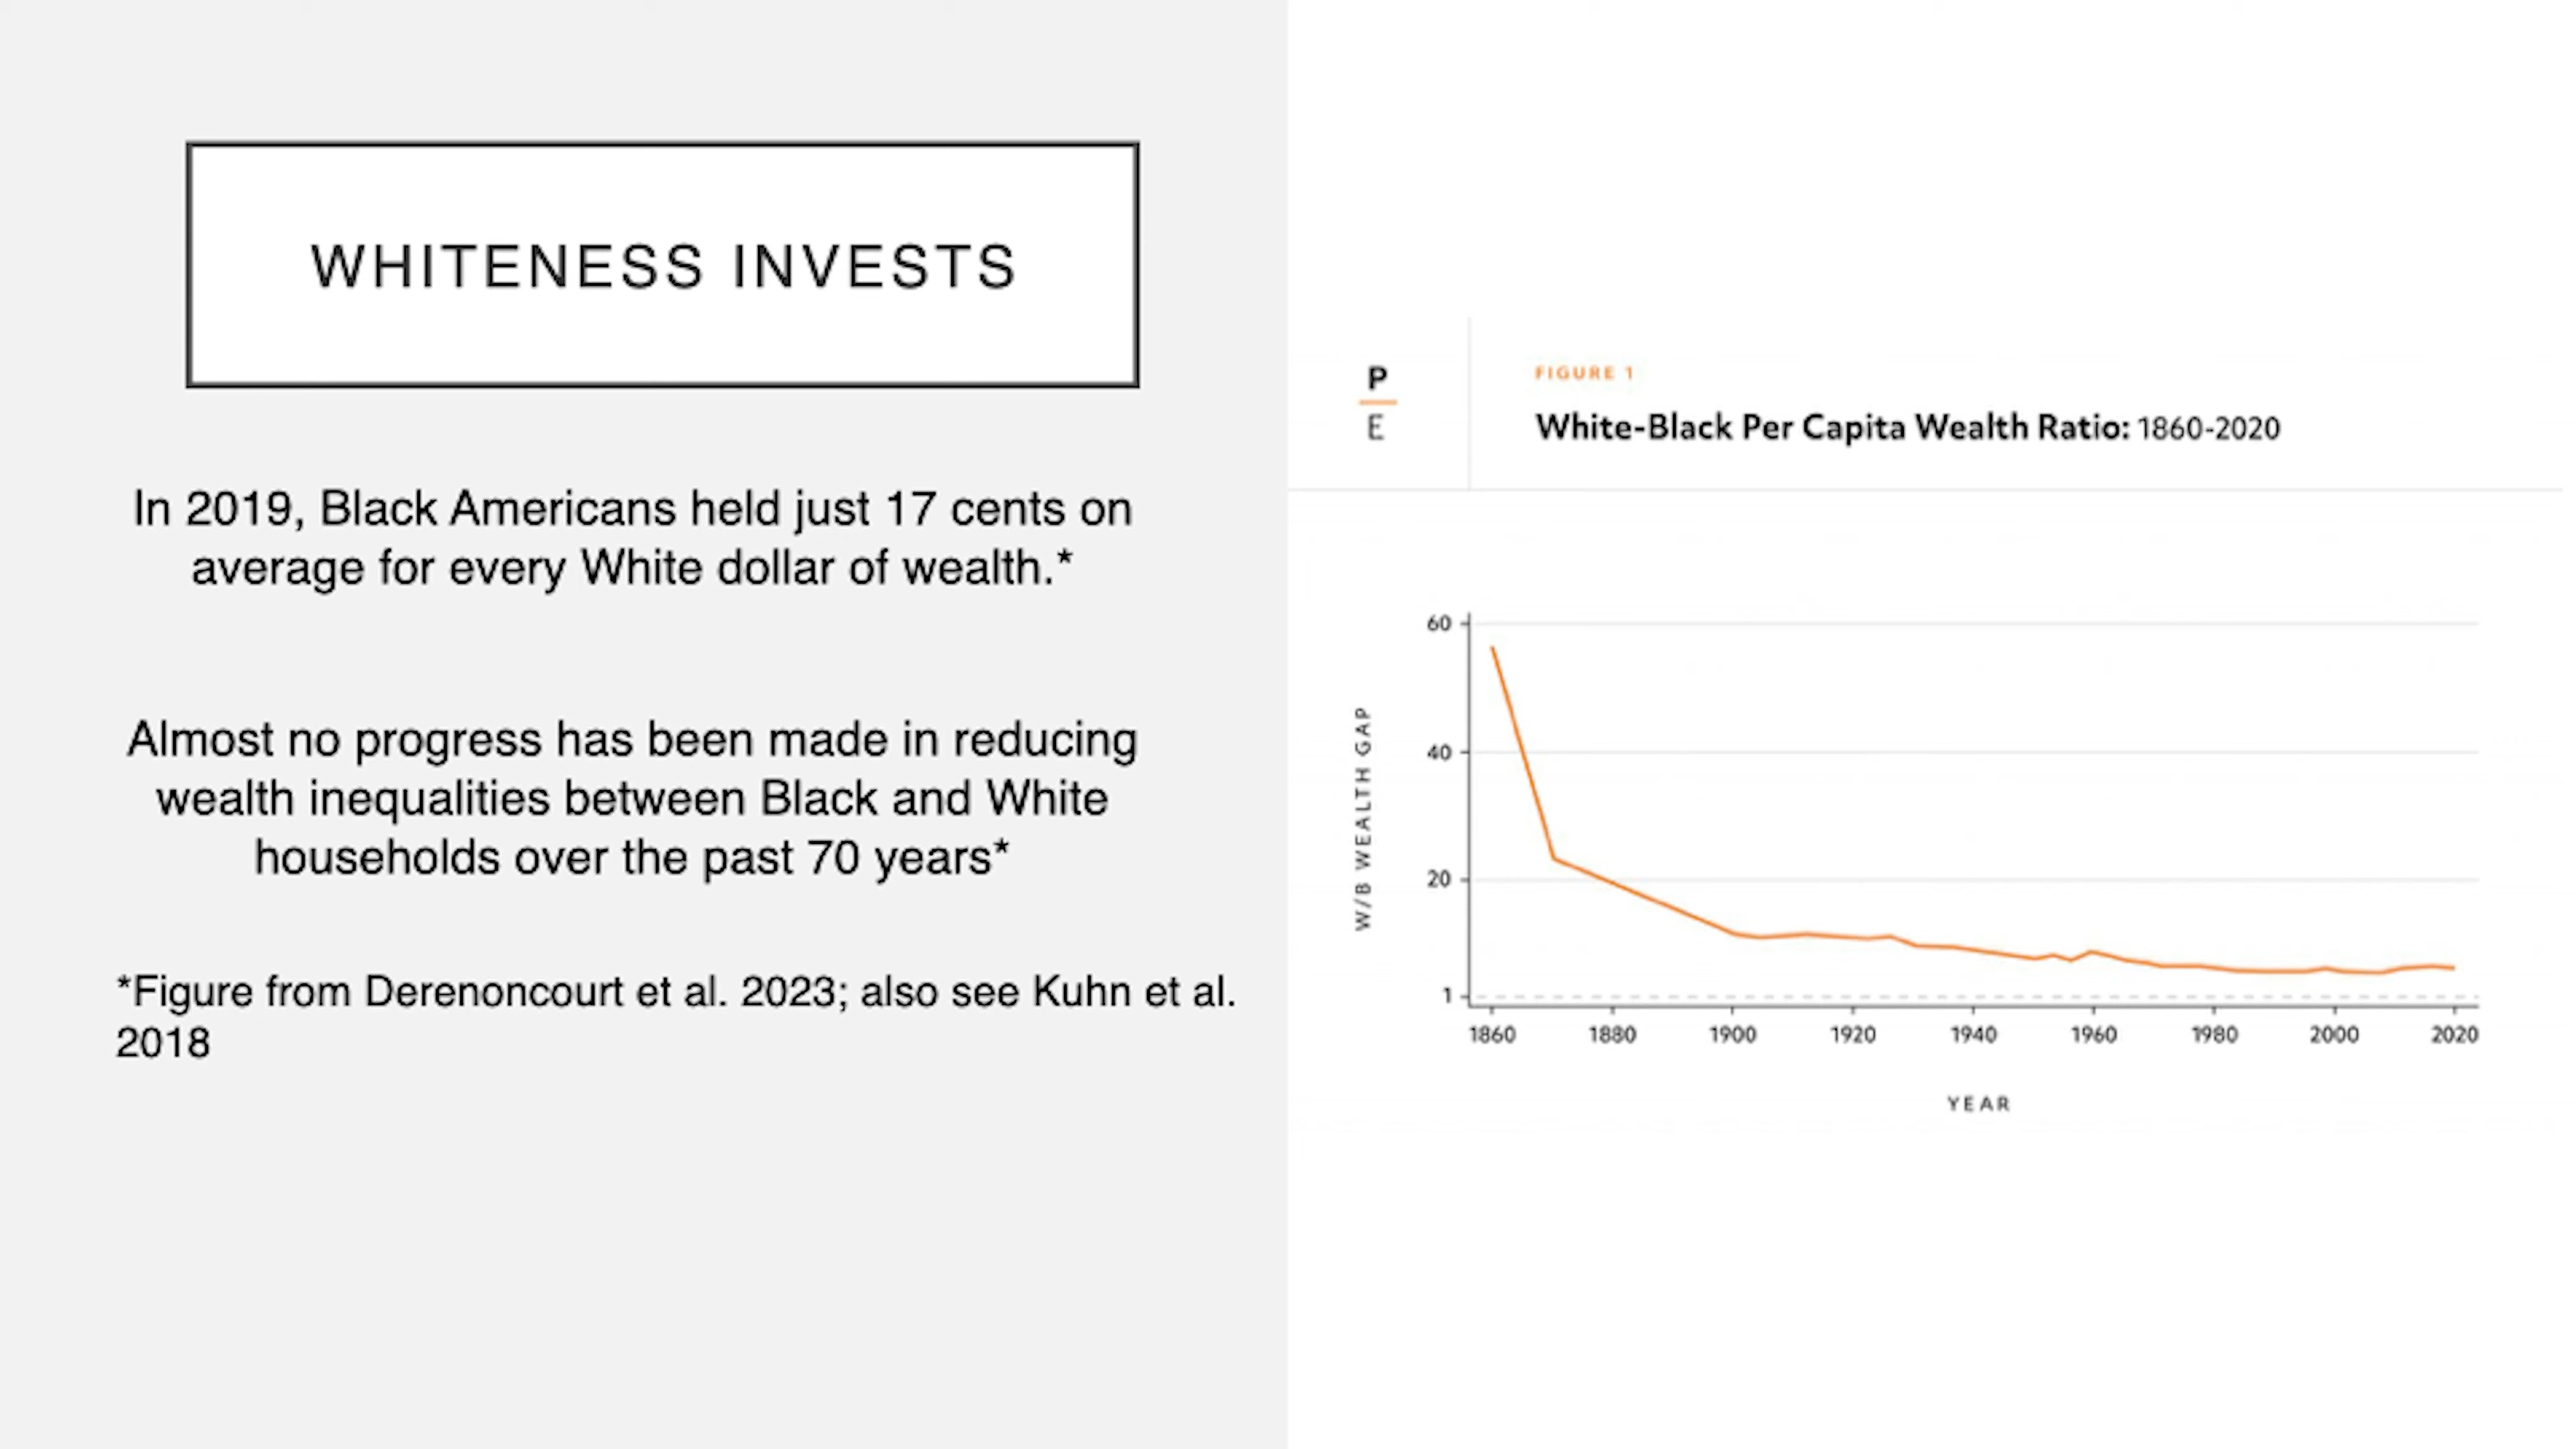 WHITENESS INVESTS
In 2019, Black Americans held just 17 cents on
average for every White dollar of wealth.*
Almost no progress has been made in reducing
wealth inequalities between Black and White
households over the past 70 years*
*Figure from Derenoncourt et al. 2023; also see Kuhn et al.
2018
P
E
FIGURE 1
White-Black Per Capita Wealth Ratio: 1860-2020
W/B WEALTH GAP
60
40
20
1
1860 1880 1900 1920 1940 1960 1980 2000 2020
YEAR